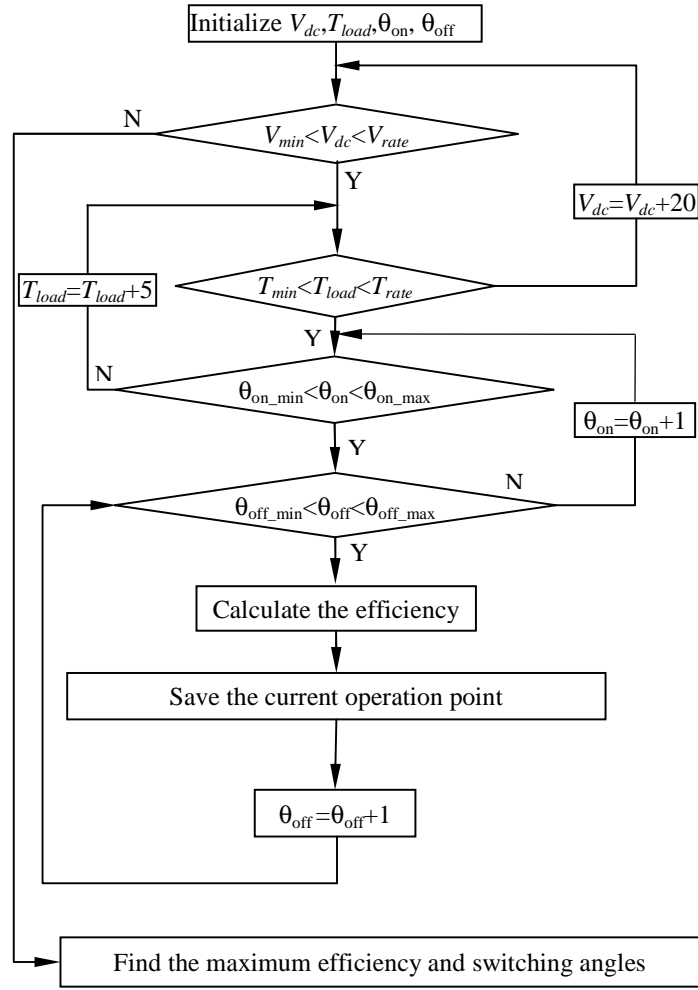 Initialize V_dc,T_load,θ_on, θ_off
N
V_min<V_dc<V_rate
Y
V_dc=V_dc+20
T_load=T_load+5
T_min<T_load<T_rate
Y
N
θ_on_min<θ_on<θ_on_max
θ_on=θ_on+1
Y
N
θ_off_min<θ_off<θ_off_max
Y
Calculate the efficiency
Save the current operation point
θ_off=θ_off+1
Find the maximum efficiency and switching angles